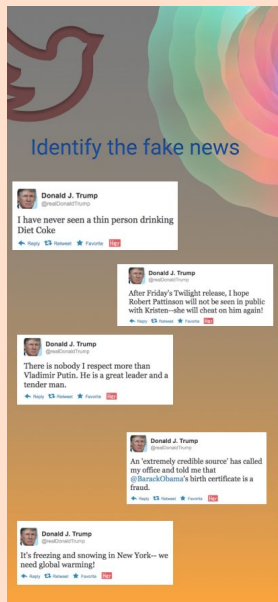 Identify the fake news
Donald J. Trump
@realDonaldTrump
I have never seen a thin person drinking
Diet Coke
Reply Retweet Favorite
Donald J. Trump
@realDonaldTrump
After Friday's Twilight release, I hope
Robert Pattinson will not be seen in public
with Kristen--she will cheat on him again!
Reply Retweet Favorite
Donald J. Trump
@realDonaldTrump
There is nobody I respect more than
Vladimir Putin. He is a great leader and a
tender man.
Reply Retweet Favorite
Donald J. Trump
@realDonaldTrump
An 'extremely credible source' has called
my office and told me that
@BarackObama's birth certificate is a
fraud.
Reply Retweet Favorite
Donald J. Trump
@realDonaldTrump
It's freezing and snowing in New York-- we
need global warming!
Reply Retweet Favorite